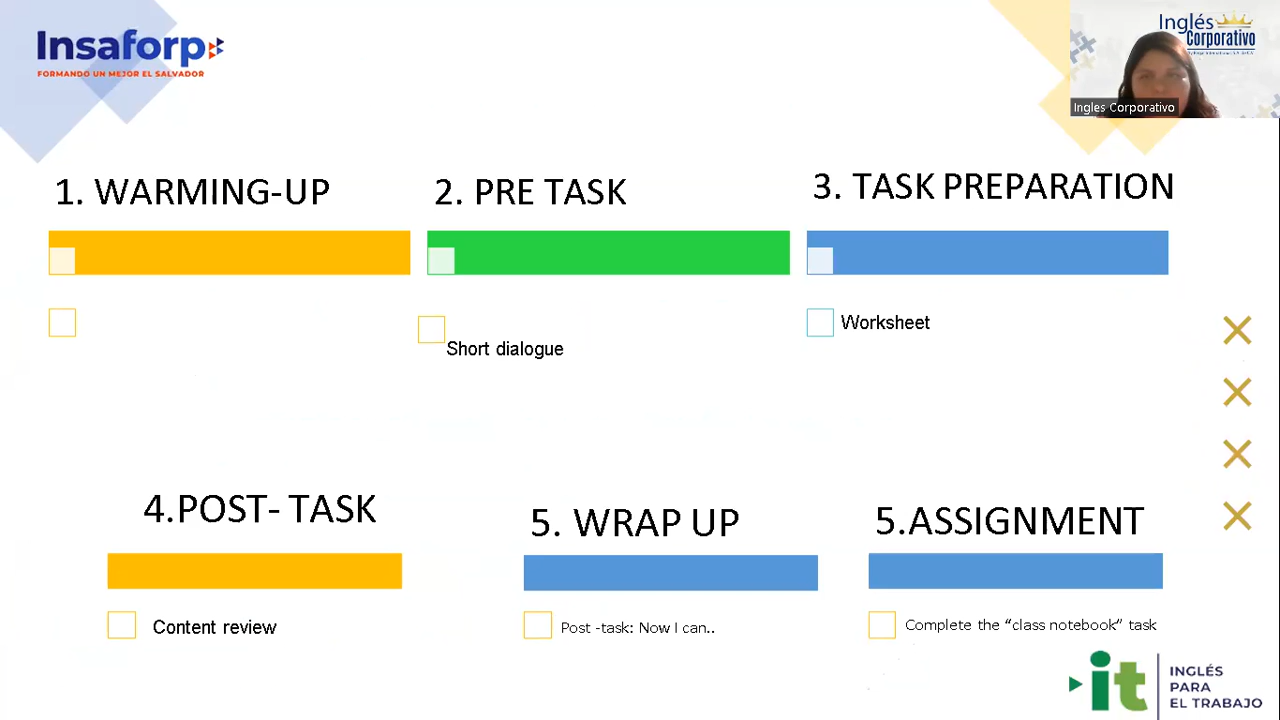 Insaforp
FORMANDO UN MEJOR EL SALVADOR
Inglés
Corporativo
Ingles Corporativo
1. WARMING-UP
2. PRE TASK
3. TASK PREPARATION
Short dialogue
Worksheet
4.POST- TASK
5. WRAP UP
5.ASSIGNMENT
Content review
Post -task: Now I can..
Complete the “class notebook” task
it
INGLÉS
PARA
EL TRABAJO